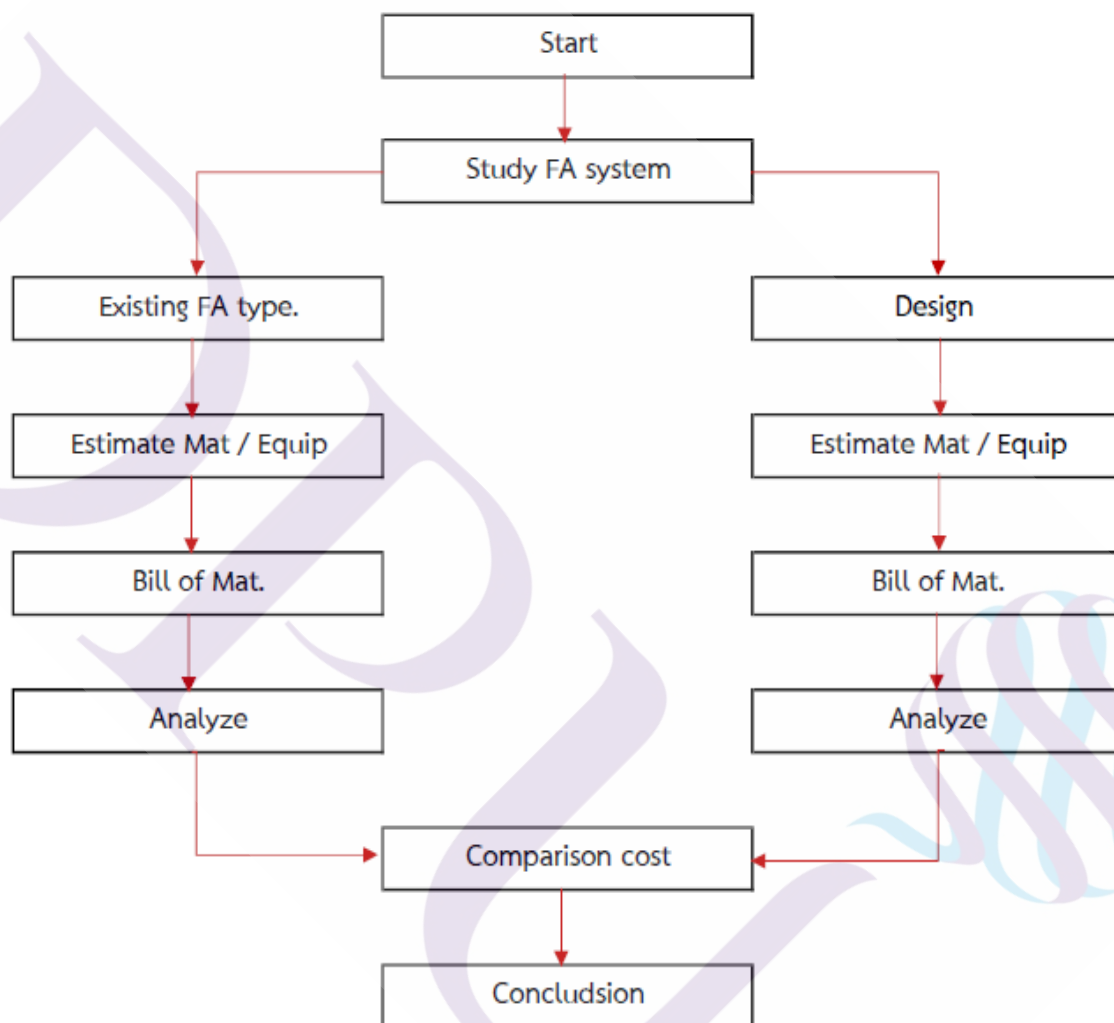 Start
Study FA system
Existing FA type.
Design
Estimate Mat / Equip
Estimate Mat / Equip
Bill of Mat.
Bill of Mat.
Analyze
Analyze
Comparison cost
Concludsion
DPU